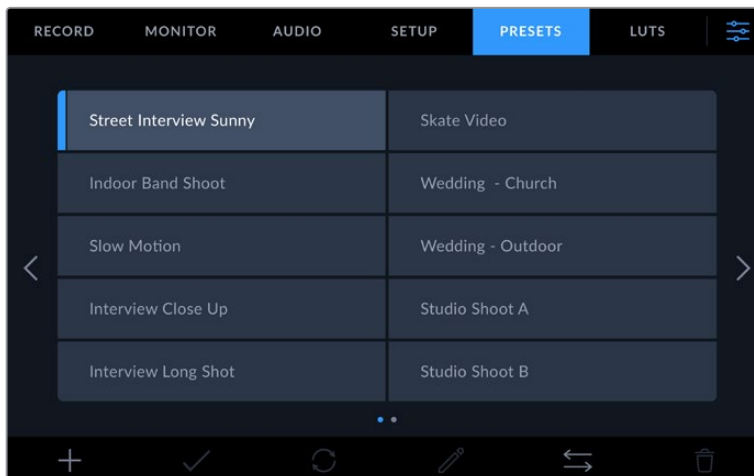 RECORD MONITOR AUDIO SETUP PRESETS LUTS
Street Interview Sunny Skate Video
Indoor Band Shoot Wedding - Church
Slow Motion Wedding - Outdoor
Interview Close Up Studio Shoot A
Interview Long Shot Studio Shoot B